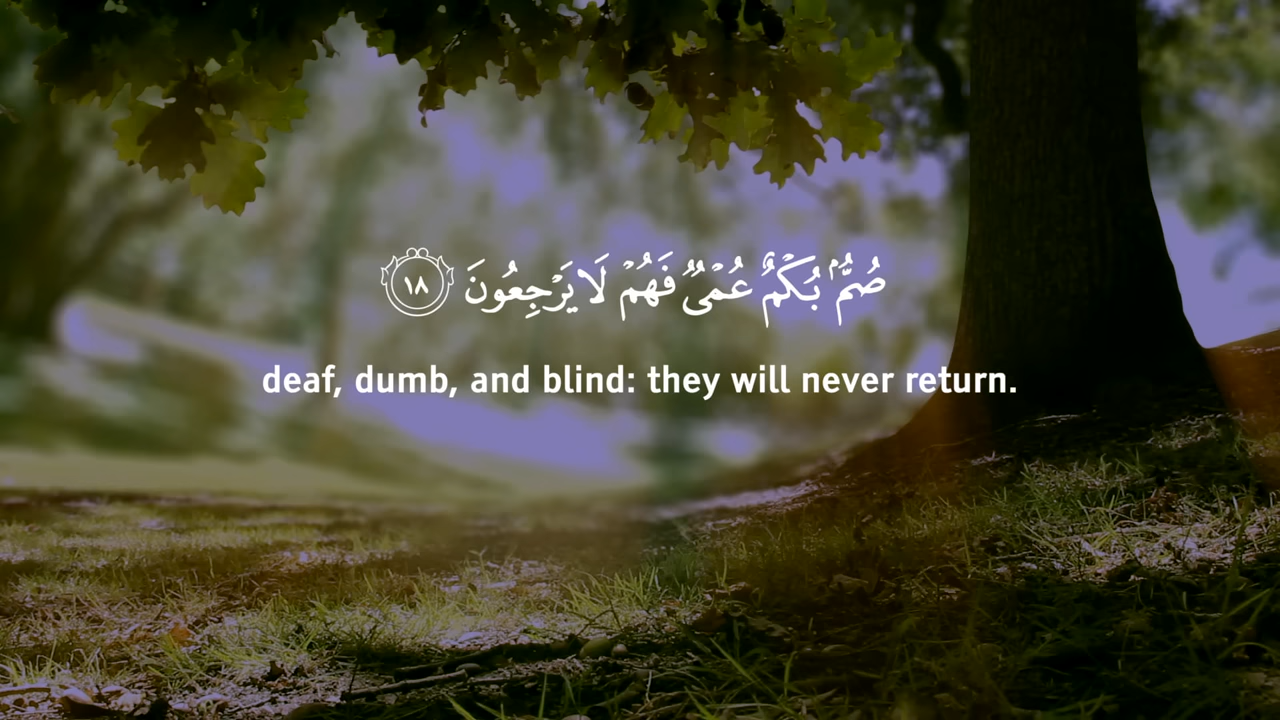 صُمٌّۢ بُكْمٌ عُمْىٌۭ فَهُمْ لَا يَرْجِعُونَ ١٨
deaf, dumb, and blind: they will never return.